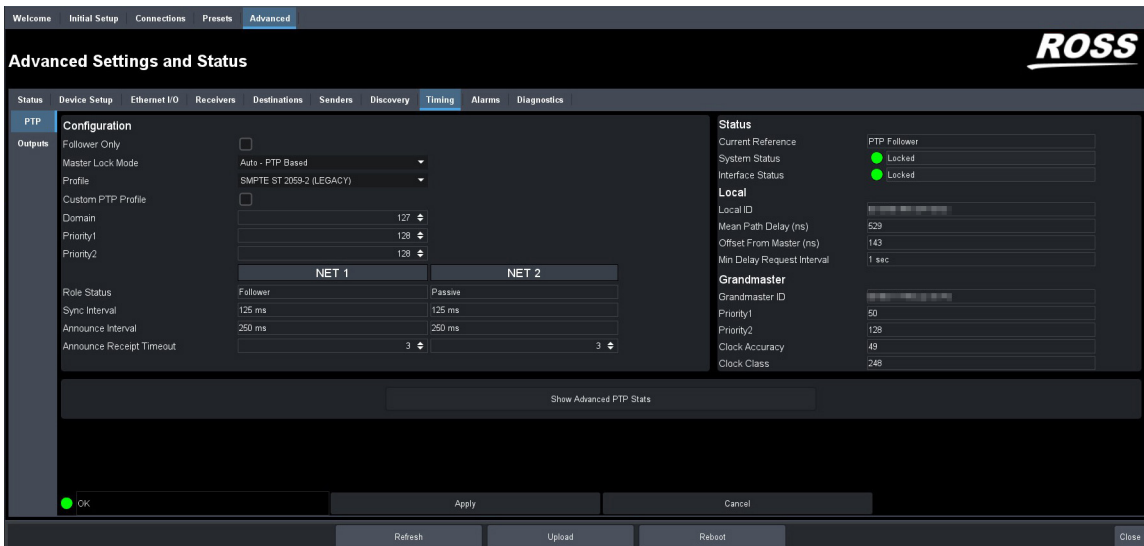 Welcome Initial Setup Connections Presets Advanced
ROSS
Advanced Settings and Status
Status Device Setup Ethernet I/O Receivers Destinations Senders Discovery Timing Alarms Diagnostics
PTP
Outputs
Configuration
Follower Only
Master Lock Mode Auto - PTP Based
Profile SMPTE ST 2059-2 (LEGACY)
Custom PTP Profile
Domain 127
Priority1 128
Priority2 128
NET 1 NET 2
Role Status Follower Passive
Sync Interval 125 ms 125 ms
Announce Interval 250 ms 250 ms
Announce Receipt Timeout 3 3
Status
Current Reference PTP Follower
System Status Locked
Interface Status Locked
Local
Local ID
Mean Path Delay (ns) 529
Offset From Master (ns) 143
Min Delay Request Interval 1 sec
Grandmaster
Grandmaster ID
Priority1 50
Priority2 128
Clock Accuracy 49
Clock Class 248
Show Advanced PTP Stats
OK Apply Cancel
Refresh Upload Reboot Close